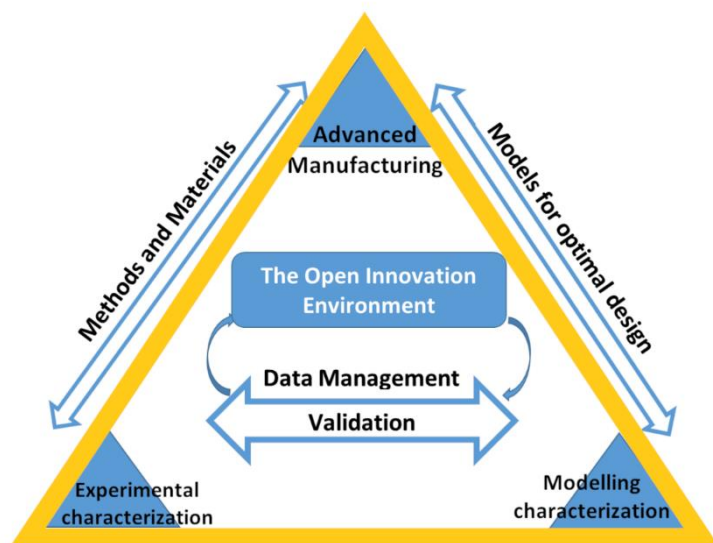 Advanced
Manufacturing
Methods and Materials
Models for optimal design
The Open Innovation
Environment
Data Management
Validation
Experimental
characterization
Modelling
characterization